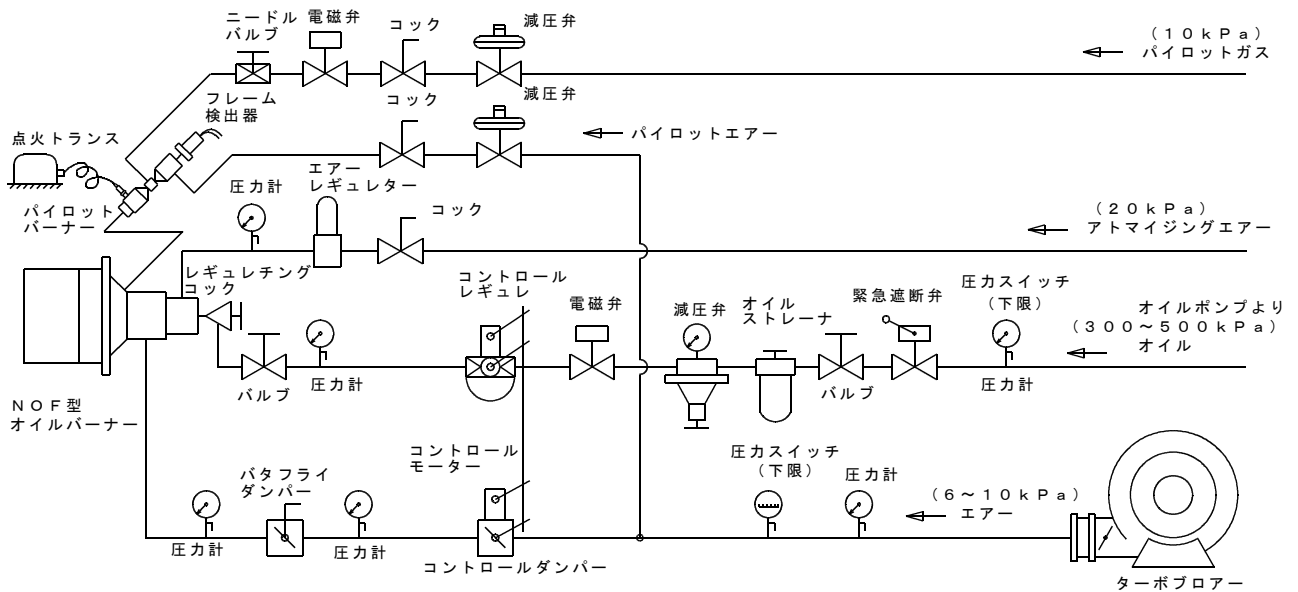 ニードル
バルブ
電磁弁
コック
減圧弁
（１０ｋＰａ）
パイロットガス
フレーム
検出器
コック
減圧弁
点火トランス
パイロットエアー
エアー
レギュレター
圧力計
コック
パイロット
バーナー
（２０ｋＰａ）
アトマイジングエアー
レギュレチング
コック
コントロール
レギュレ
電磁弁
減圧弁
オイル
ストレーナ
緊急遮断弁
圧力スイッチ
（下限）
オイルポンプより
（３００～５００ｋＰａ）
オイル
バルブ
圧力計
バルブ
圧力計
ＮＯＦ型
オイルバーナー
コントロール
モーター
圧力スイッチ
（下限）
圧力計
バタフライ
ダンパー
（６～１０ｋＰａ）
エアー
圧力計
圧力計
コントロールダンパー
ターボブロアー